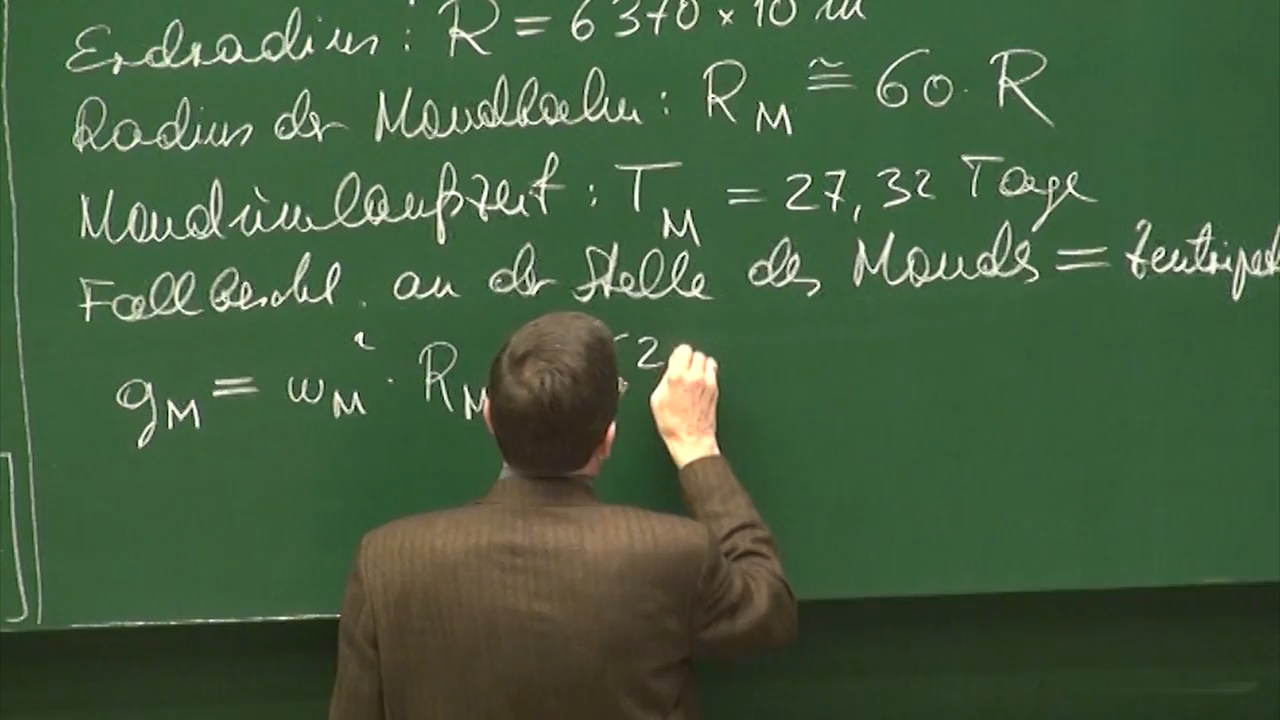 Erdradius: R = 6370 × 10 m
Radius der Mondbahn: R_M ≅ 60 · R
Mondumlaufzeit: T_M = 27,32 Tage
Fallbeschl. an der Stelle des Monds = Zentripet
g_M = ω_M² · R_M